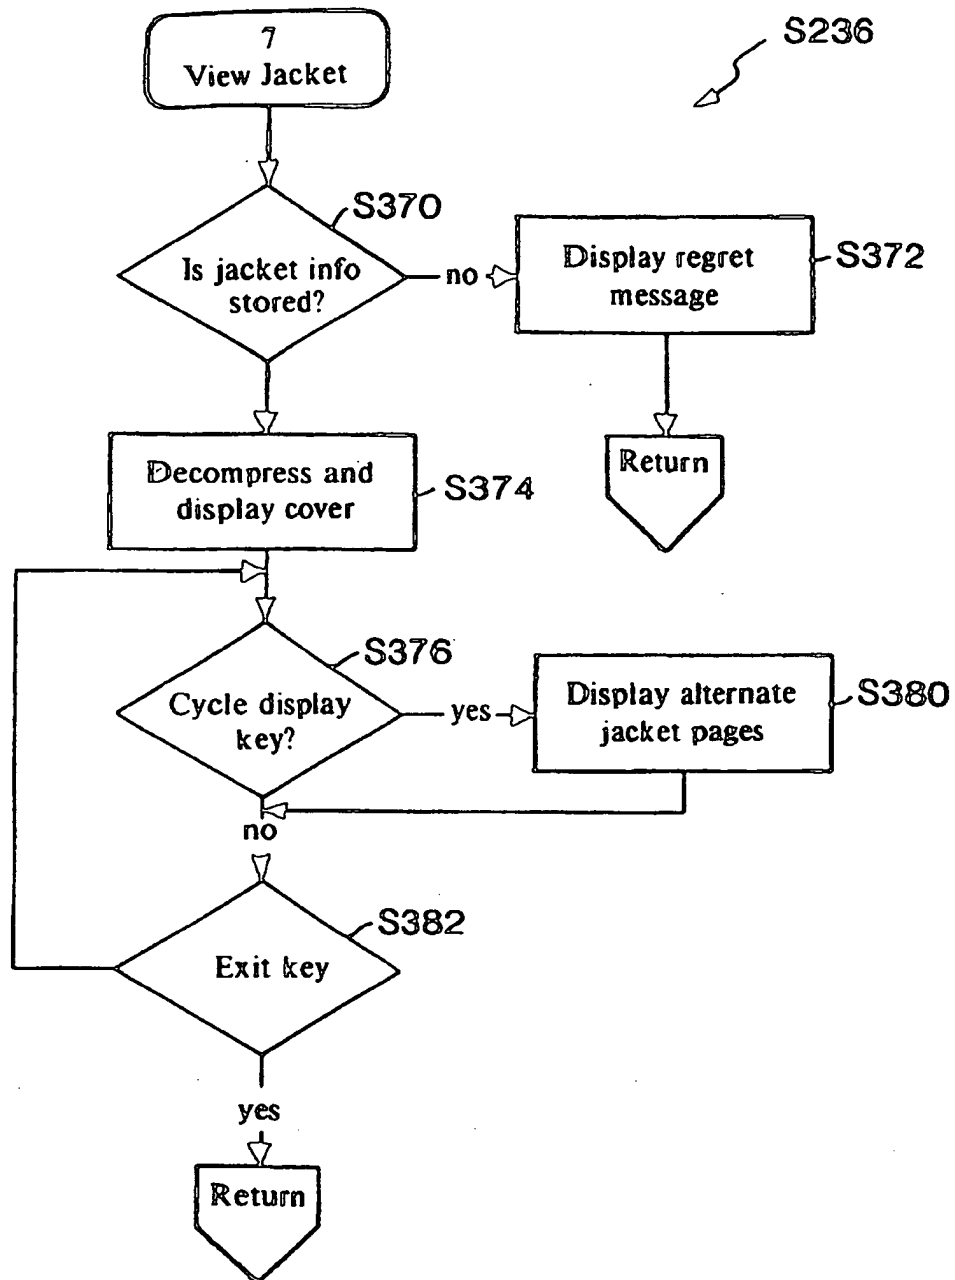 7
View Jacket
S236
S370
Is jacket info
stored?
no
Display regret
message
S372
Return
Decompress and
display cover
S374
S376
Cycle display
key?
yes
Display alternate
jacket pages
S380
no
S382
Exit key
yes
Return